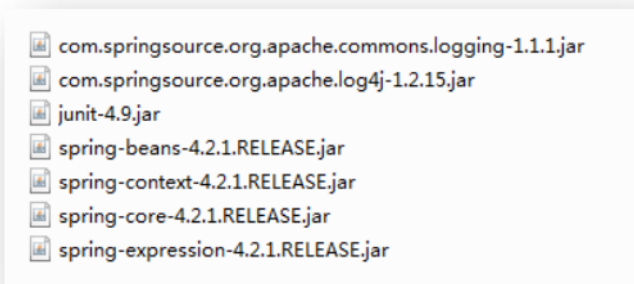 com.springsource.org.apache.commons.logging-1.1.1.jar
com.springsource.org.apache.log4j-1.2.15.jar
junit-4.9.jar
spring-beans-4.2.1.RELEASE.jar
spring-context-4.2.1.RELEASE.jar
spring-core-4.2.1.RELEASE.jar
spring-expression-4.2.1.RELEASE.jar